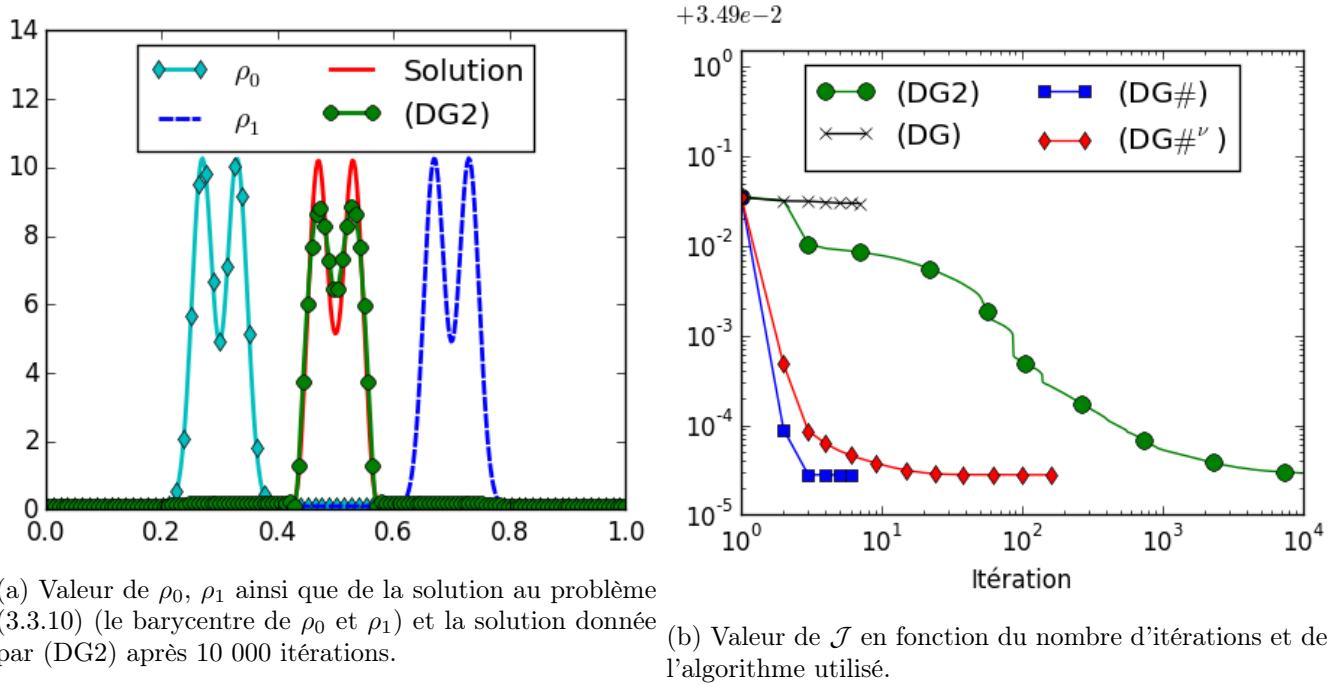 +3.49e−2
14
12
10
8
6
4
2
0
0.0 0.2 0.4 0.6 0.8 1.0
ρ0 Solution
ρ1 (DG2)
10^0
10^-1
10^-2
10^-3
10^-4
10^-5
(DG2) (DG#)
(DG) (DG#^ν)
10^0 10^1 10^2 10^3 10^4
Itération
(a) Valeur de ρ0, ρ1 ainsi que de la solution au problème
(3.3.10) (le barycentre de ρ0 et ρ1) et la solution donnée
par (DG2) après 10 000 itérations.
(b) Valeur de 𝒥 en fonction du nombre d'itérations et de
l'algorithme utilisé.